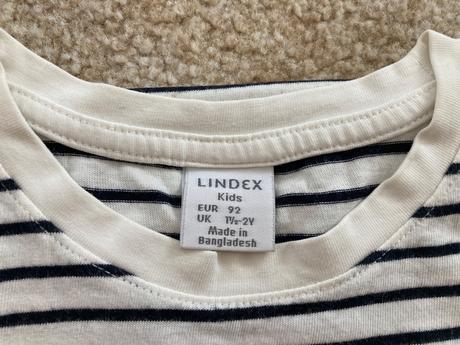 LINDEX
Kids
EUR 92
UK 1½-2Y
Made in
Bangladesh